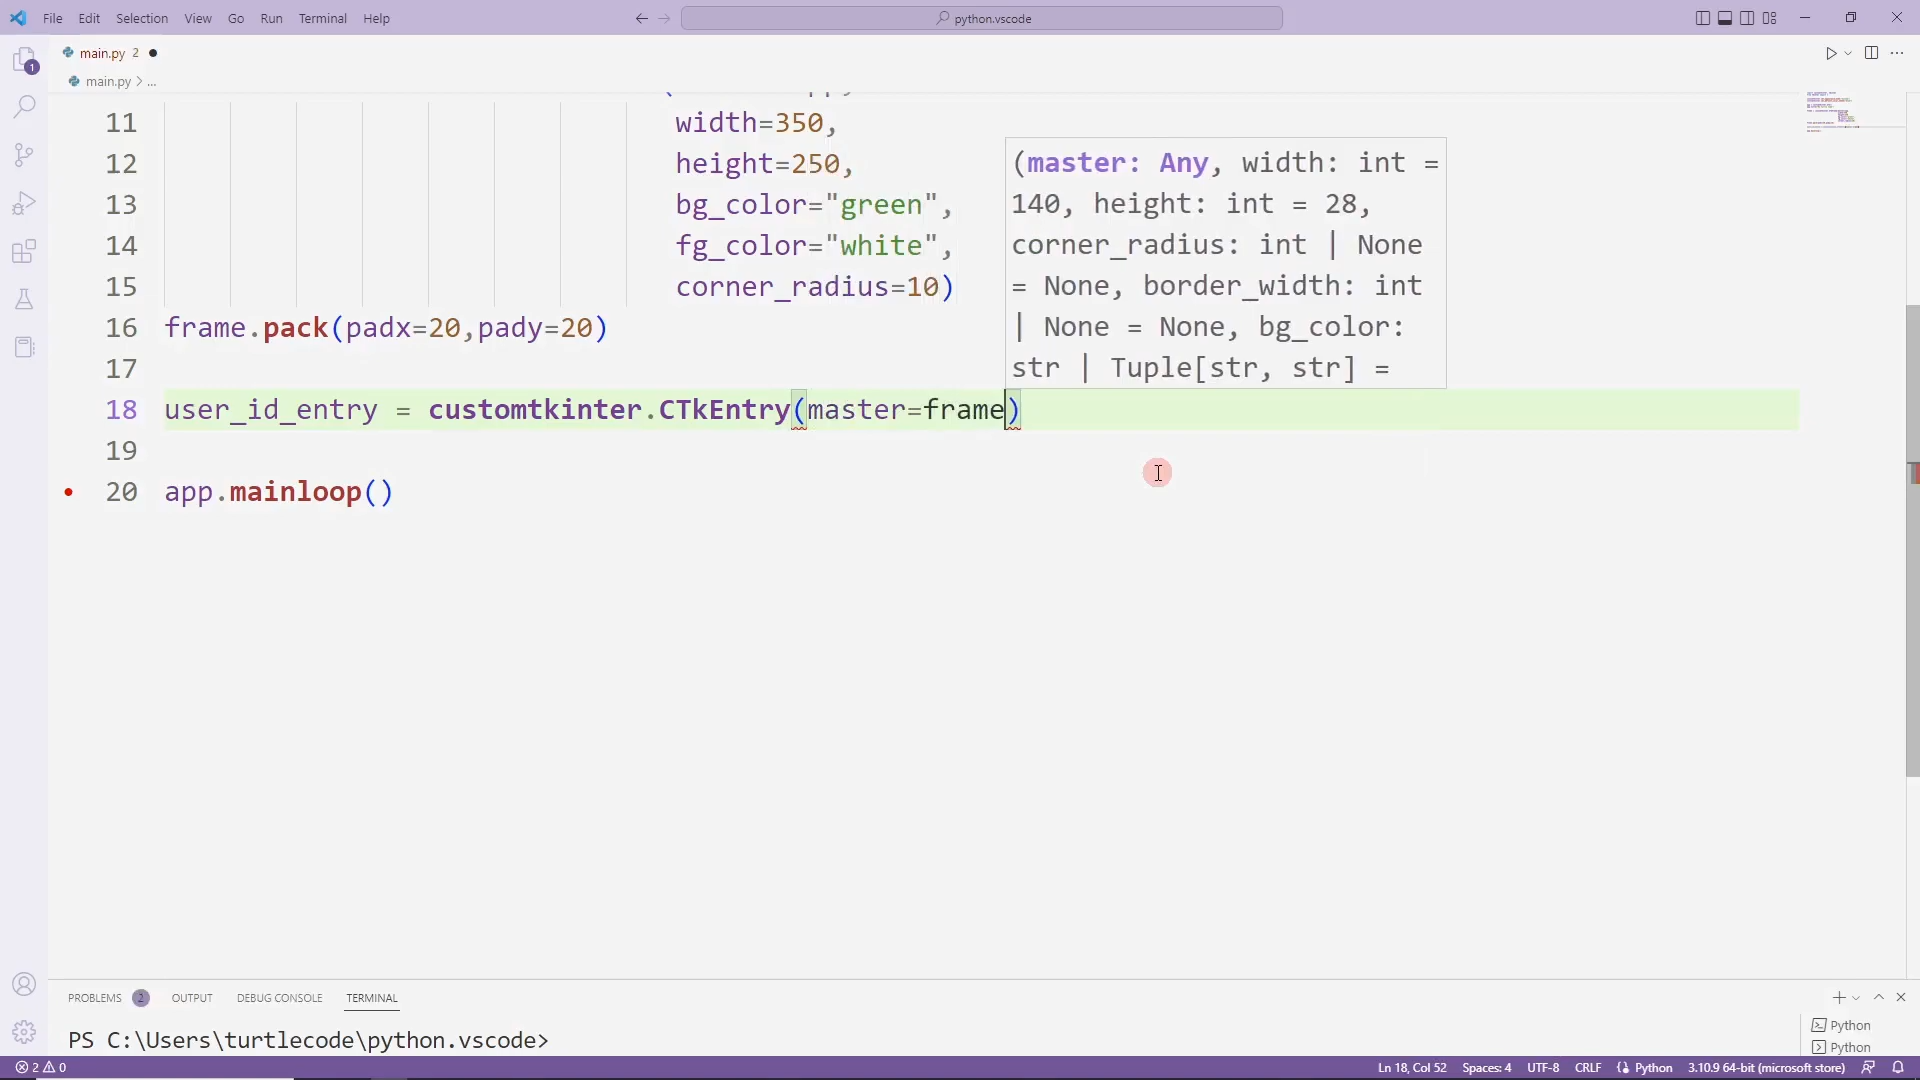 File Edit Selection View Go Run Terminal Help
python.vscode
main.py 2
main.py > ...
1
11 width=350,
12 height=250,
13 bg_color="green",
14 fg_color="white",
15 corner_radius=10)
16 frame.pack(padx=20,pady=20)
17
18 user_id_entry = customtkinter.CTkEntry(master=frame)
19
20 app.mainloop()
(master: Any, width: int =
140, height: int = 28,
corner_radius: int | None
= None, border_width: int
| None = None, bg_color:
str | Tuple[str, str] =
PROBLEMS 2 OUTPUT DEBUG CONSOLE TERMINAL
PS C:\Users\turtlecode\python.vscode>
Python
Python
2 0
Ln 18, Col 52 Spaces: 4 UTF-8 CRLF Python 3.10.9 64-bit (microsoft store)